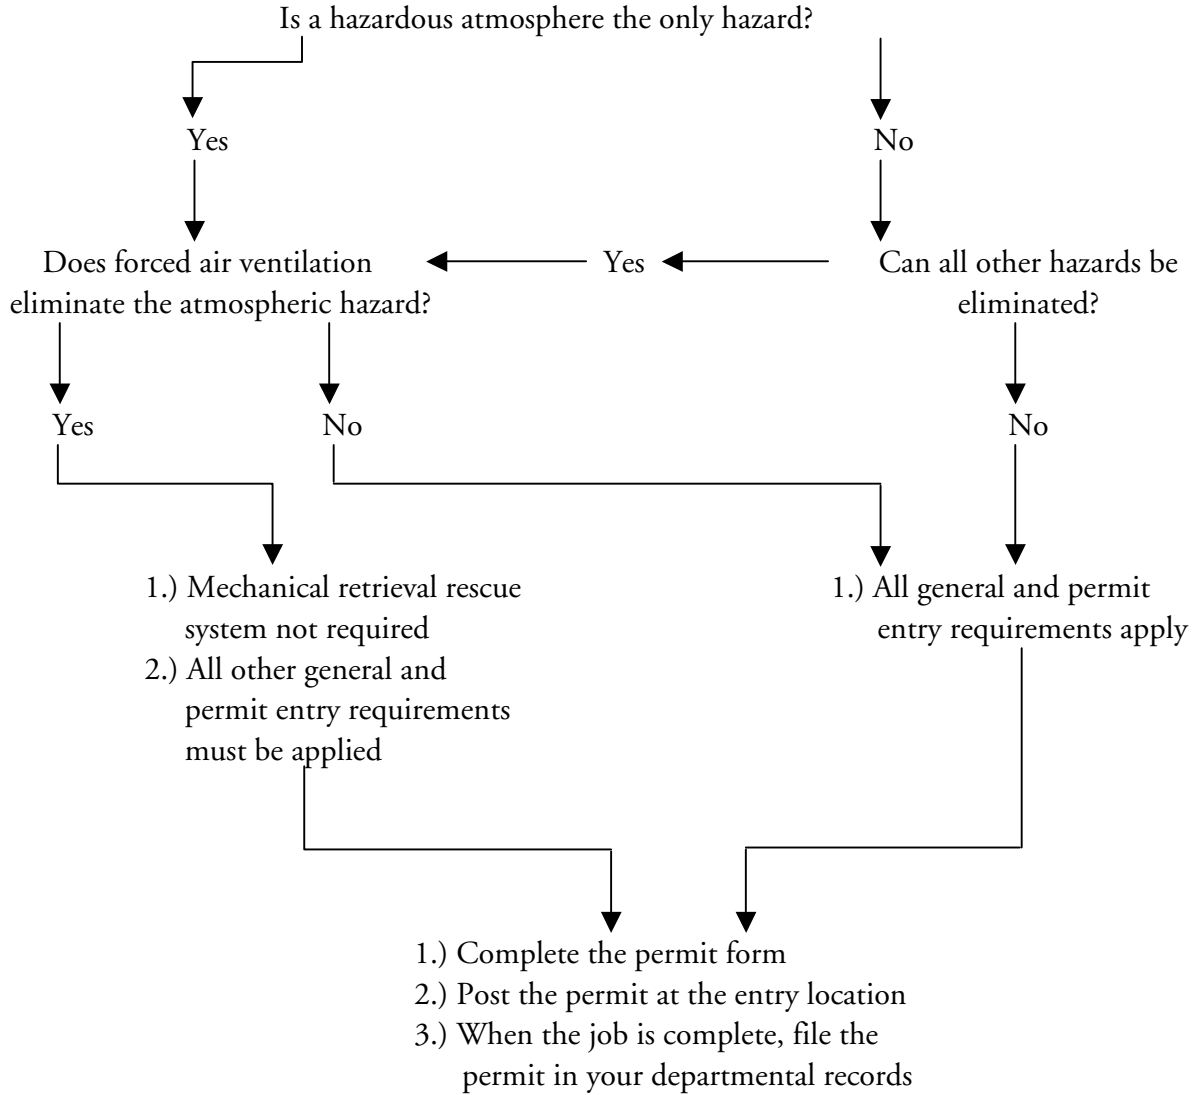 Is a hazardous atmosphere the only hazard?
Yes
No
Does forced air ventilation
eliminate the atmospheric hazard?
Yes
Can all other hazards be
eliminated?
Yes
No
No
1.) Mechanical retrieval rescue
system not required
2.) All other general and
permit entry requirements
must be applied
1.) All general and permit
entry requirements apply
1.) Complete the permit form
2.) Post the permit at the entry location
3.) When the job is complete, file the
permit in your departmental records